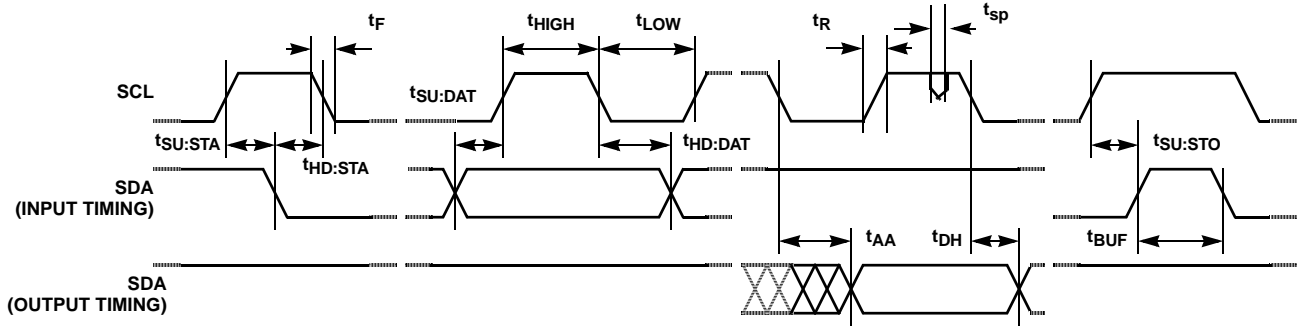 tF
tHIGH
tLOW
tR
tsp
SCL
tSU:DAT
tSU:STA
tHD:STA
tHD:DAT
tSU:STO
SDA
(INPUT TIMING)
tAA
tDH
tBUF
SDA
(OUTPUT TIMING)